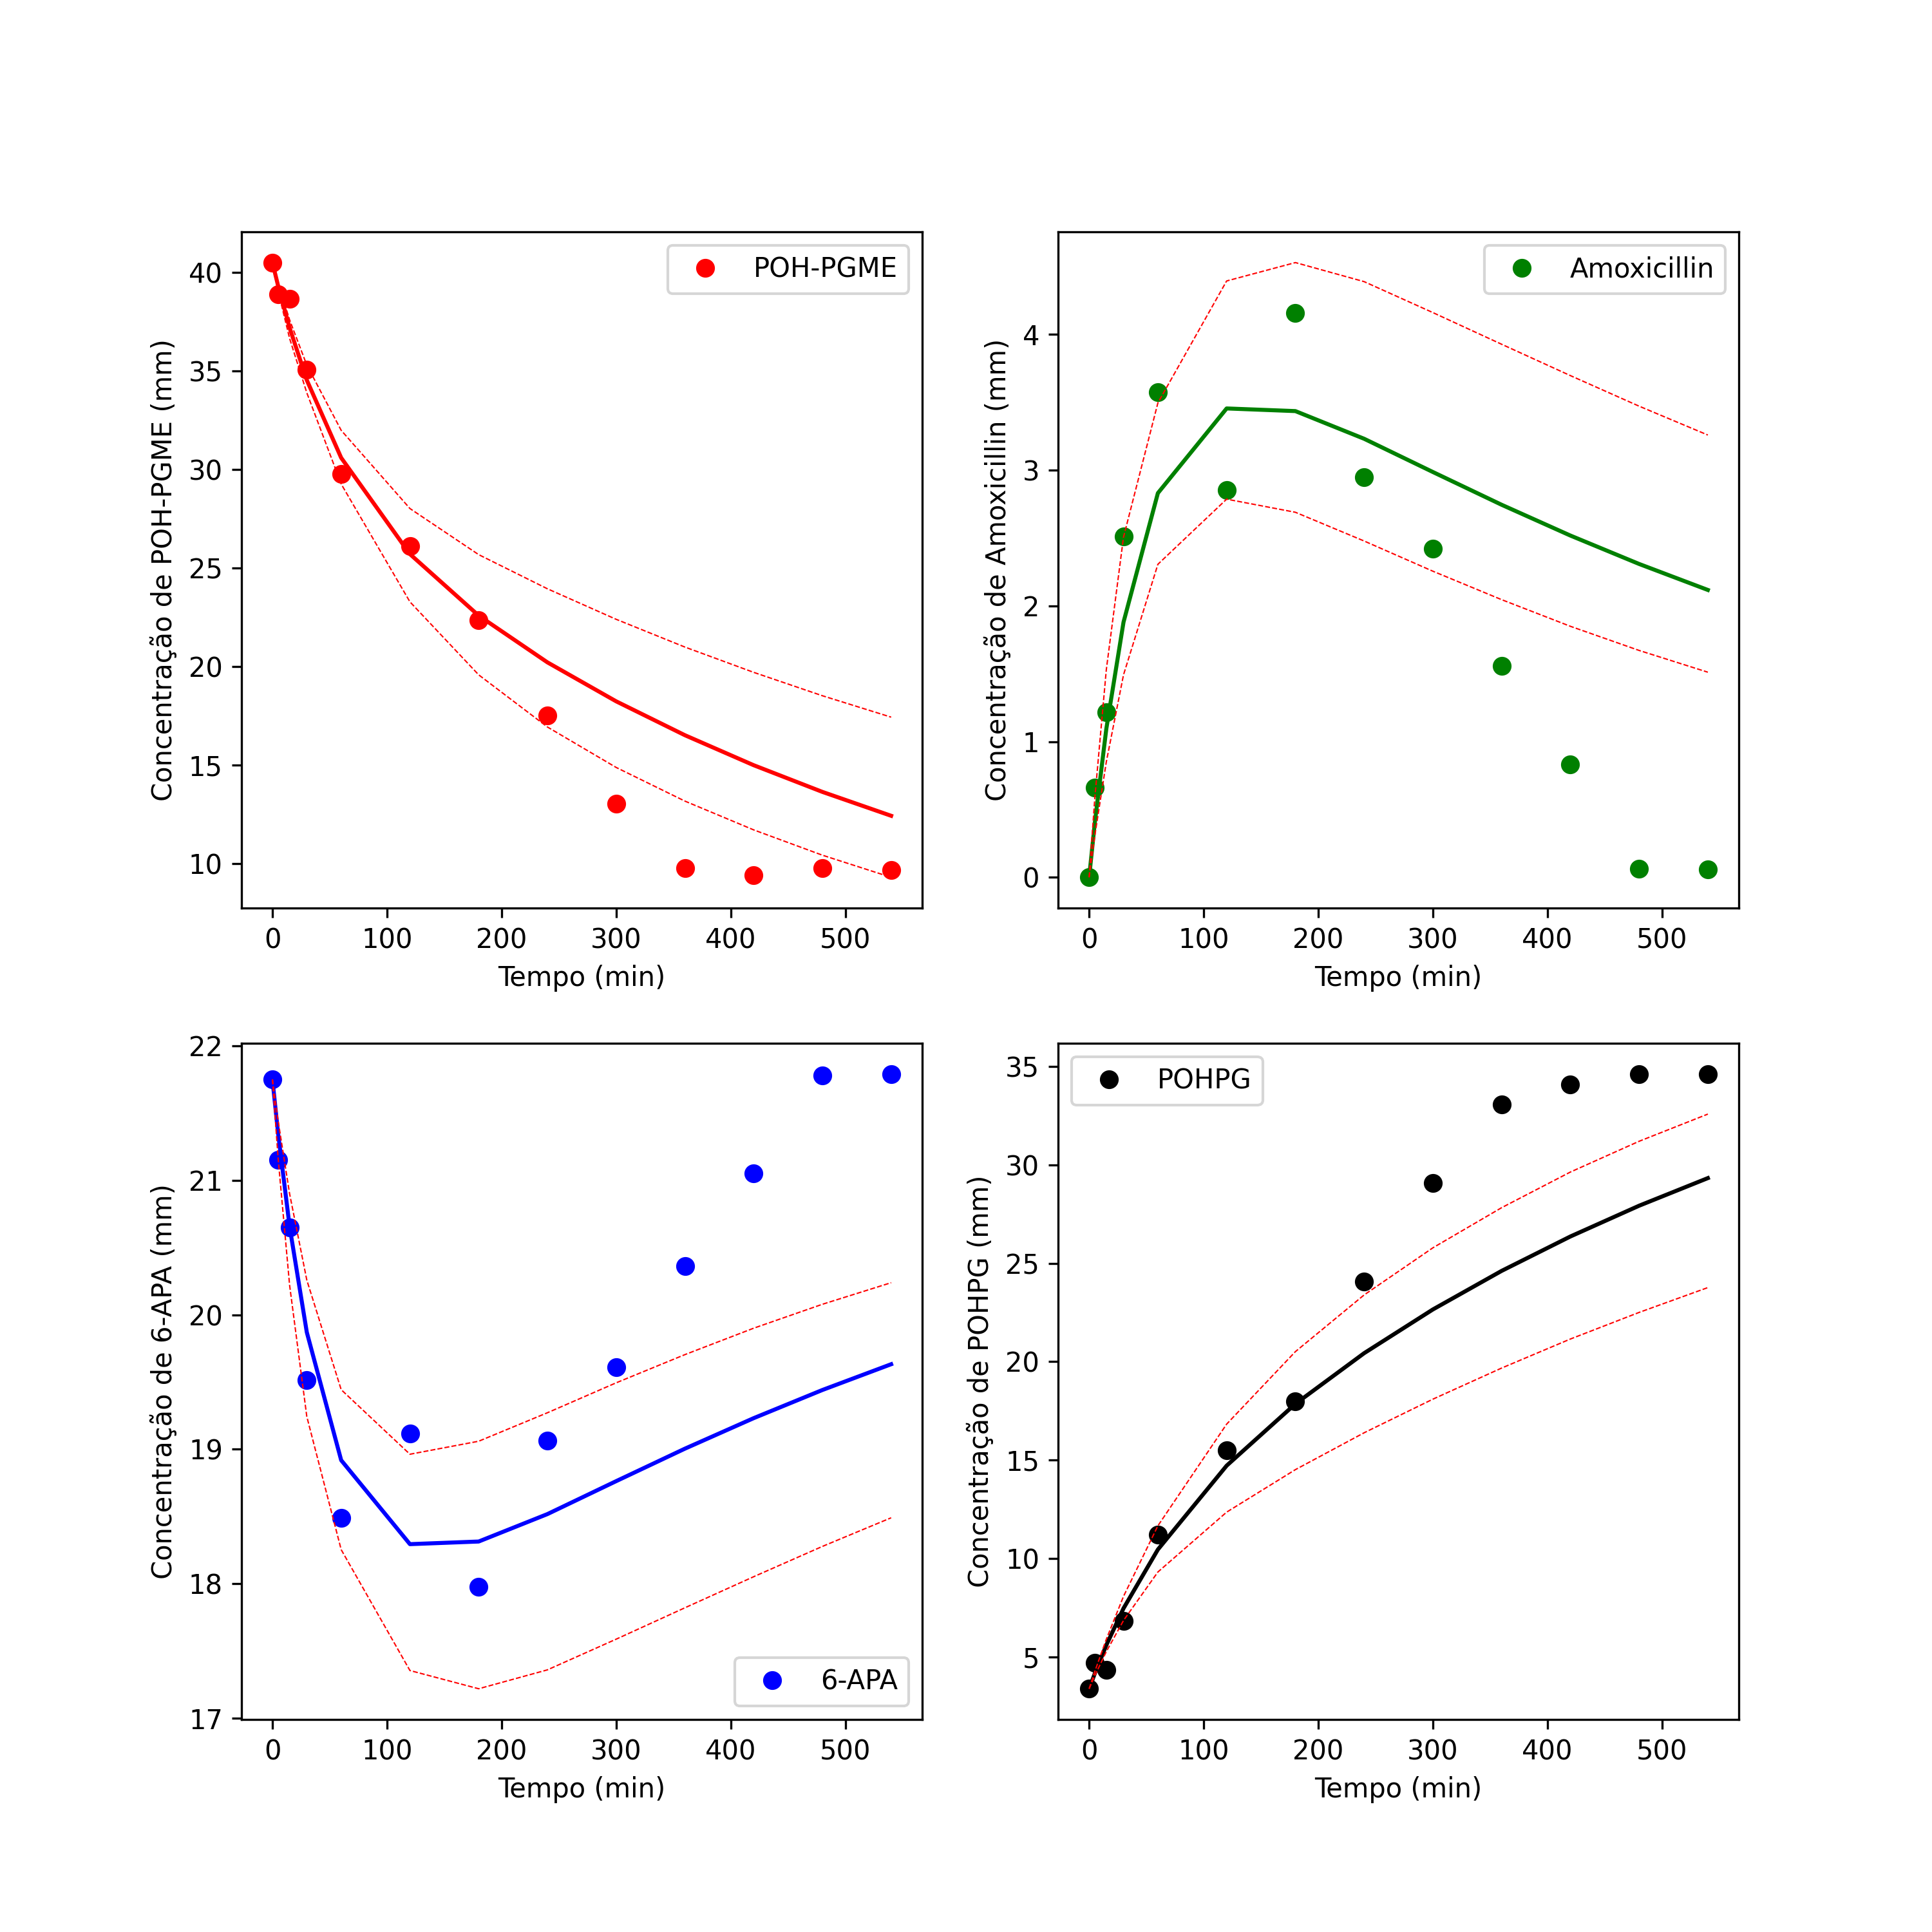 POH-PGME
Concentração de POH-PGME (mm)
40
35
30
25
20
15
10
0 100 200 300 400 500
Tempo (min)
Amoxicillin
Concentração de Amoxicillin (mm)
4
3
2
1
0
0 100 200 300 400 500
Tempo (min)
6-APA
Concentração de 6-APA (mm)
22
21
20
19
18
17
0 100 200 300 400 500
Tempo (min)
POHPG
Concentração de POHPG (mm)
35
30
25
20
15
10
5
0 100 200 300 400 500
Tempo (min)